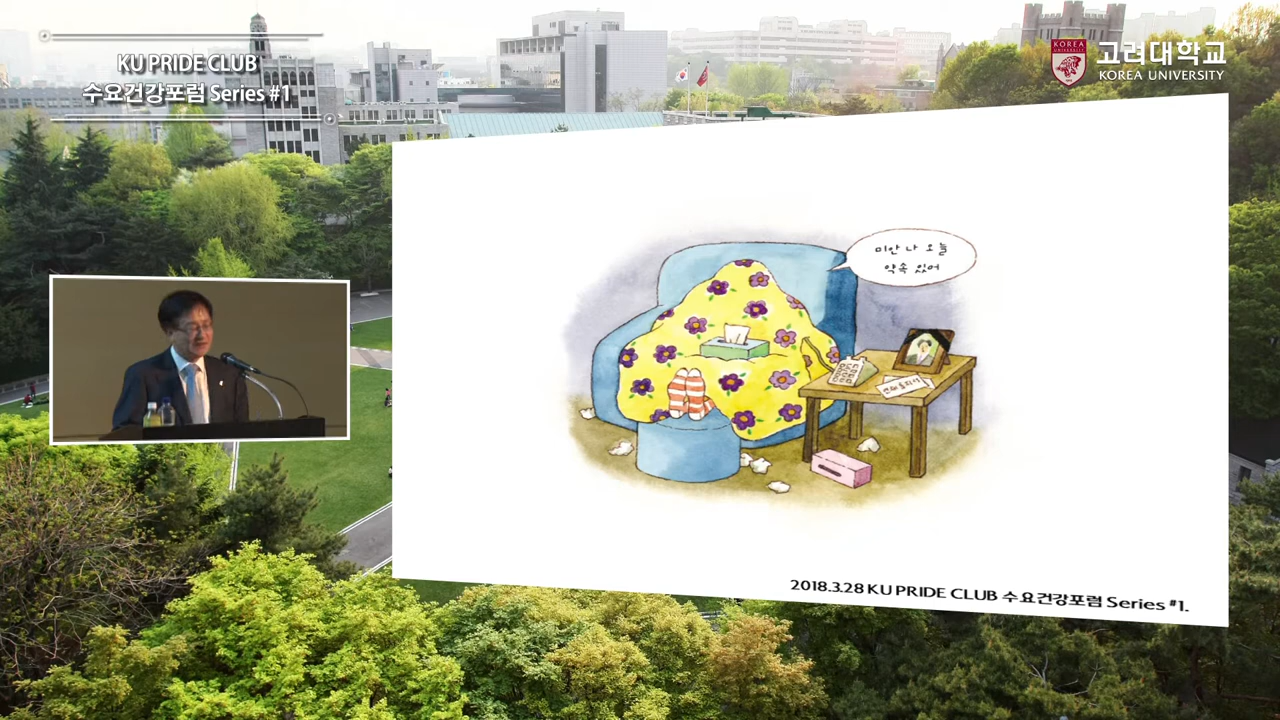 KU PRIDE CLUB
수요건강포럼 Series #1
KOREA
UNIVERSITY
고려대학교
KOREA UNIVERSITY
미안 나 오늘
약속 있어
2018.3.28 KU PRIDE CLUB 수요건강포럼 Series #1.